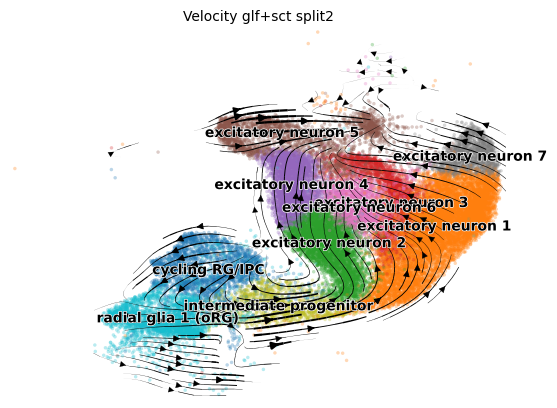 Velocity glf+sct split2
excitatory neuron 5
excitatory neuron 7
excitatory neuron 4
excitatory neuron 3
excitatory neuron 6
excitatory neuron 1
excitatory neuron 2
cycling RG/IPC
intermediate progenitor
radial glia 1 (oRG)